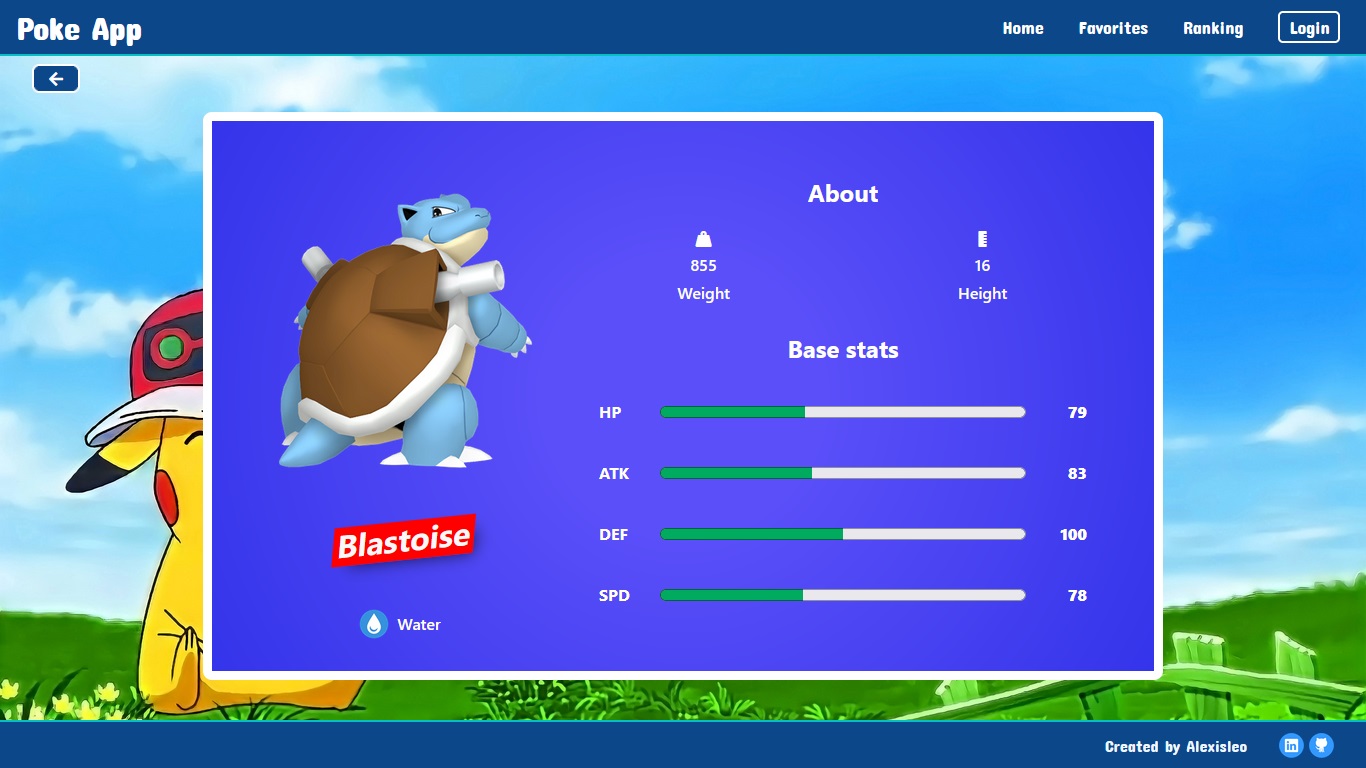 Poke App
Home Favorites Ranking Login
About
855 16
Weight Height
Base stats
HP 79
ATK 83
DEF 100
SPD 78
Blastoise
Water
Created by Alexisleo
in